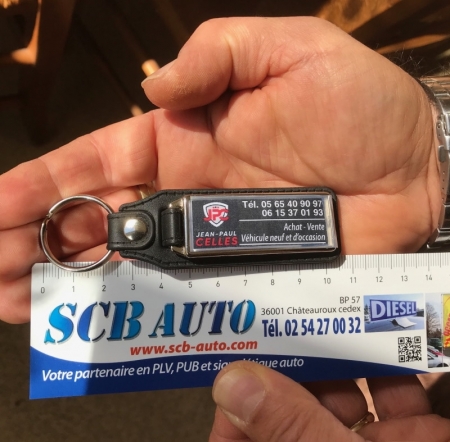 Tél. 05 65 40 90 97
06 15 37 01 93
JEAN-PAUL
CELLES
Achat - Vente
Véhicule neuf et d'occasion
1 2 3 4 5 6 7 8 9 10 11 12 13 14
SCB AUTO
www.scb-auto.com
BP 57
36001 Châteauroux cedex
Tél. 02 54 27 00 32
DIESEL
Votre partenaire en PLV, PUB et
auto